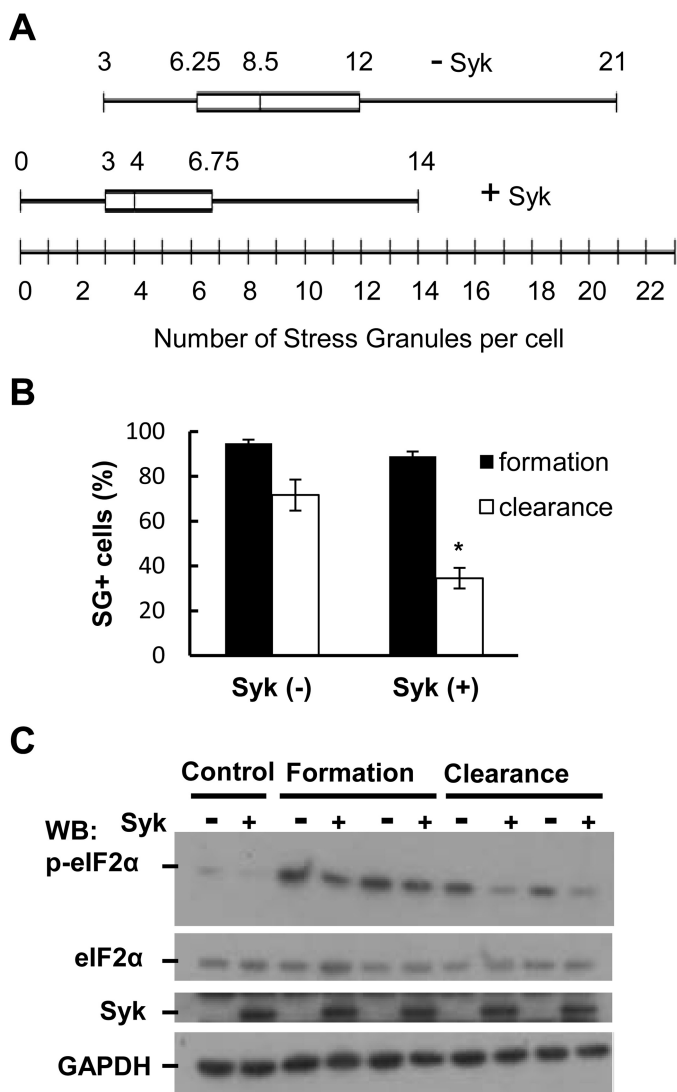 A
3 6.25 8.5 12 - Syk 21
0 3 4 6.75 14
+ Syk
0 2 4 6 8 10 12 14 16 18 20 22
Number of Stress Granules per cell
B
100
80
60
40
20
0
SG+ cells (%)
formation
clearance
*
Syk (-) Syk (+)
C
Control Formation Clearance
WB: Syk - + - + - + - + - +
p-eIF2α
eIF2α
Syk
GAPDH